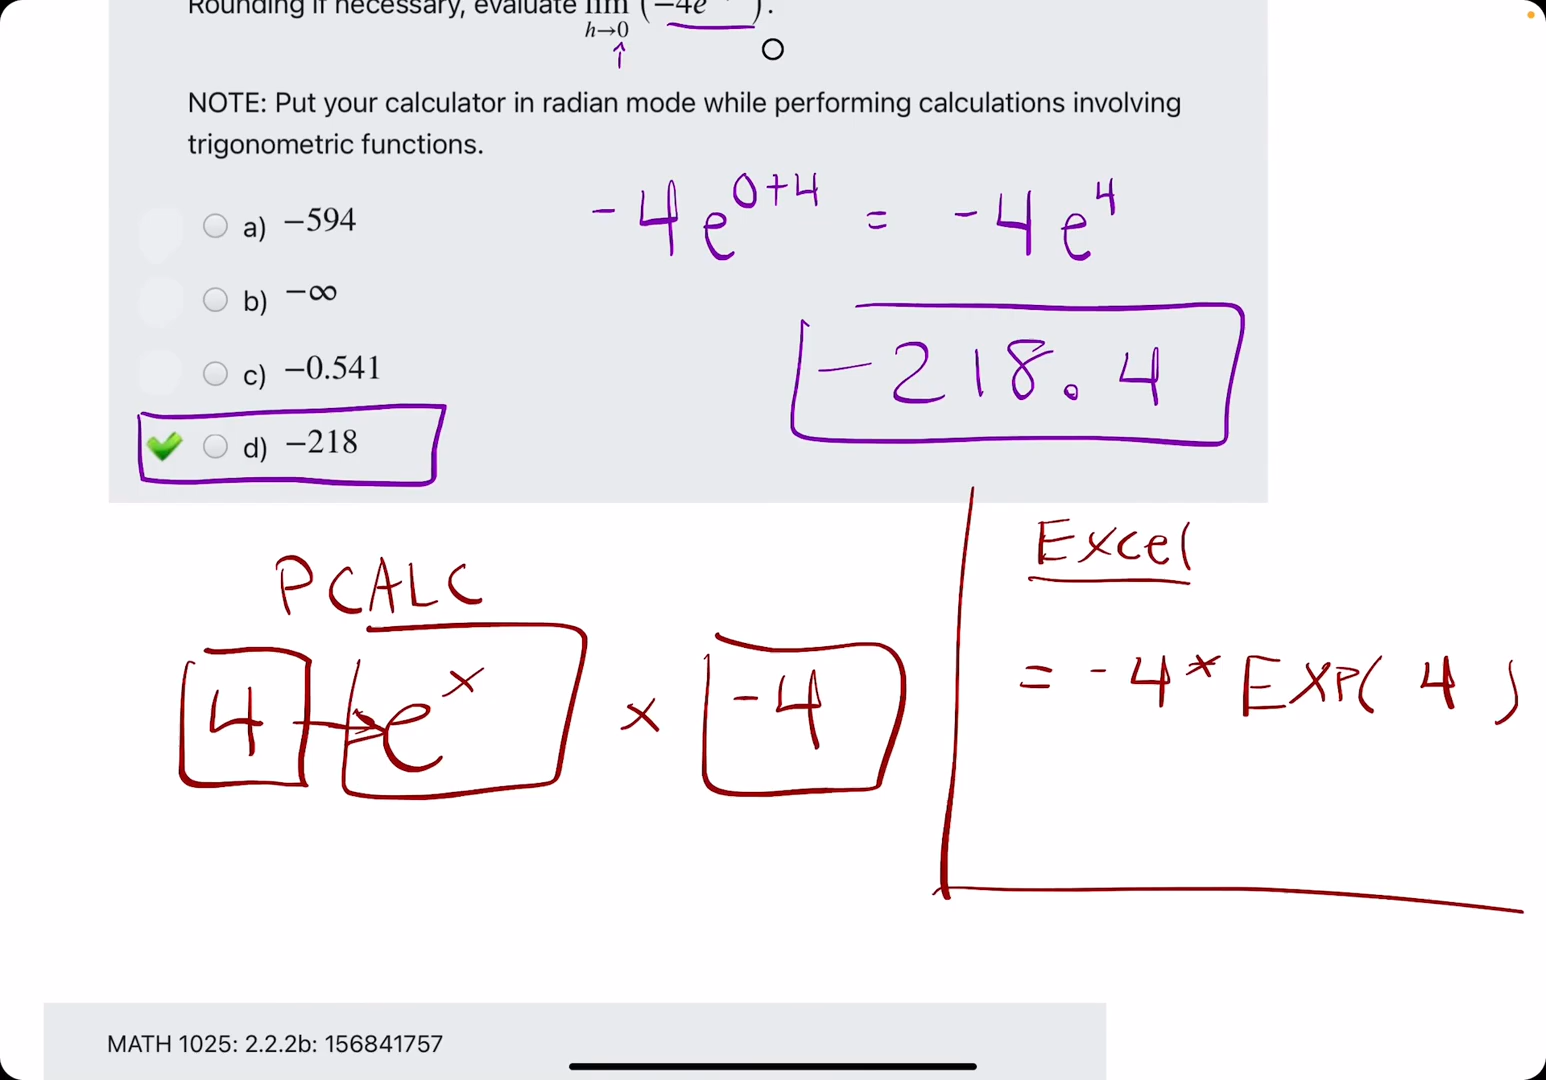 Rounding if necessary, evaluate lim (−4e ).
h→0
↑ 0
NOTE: Put your calculator in radian mode while performing calculations involving
trigonometric functions.
-4e^{0+4} = -4e^4
a) −594
b) −∞
-218.4
c) −0.541
d) −218
PCALC
4 → e^x × -4
Excel
= -4*EXP( 4 )
MATH 1025: 2.2.2b: 156841757